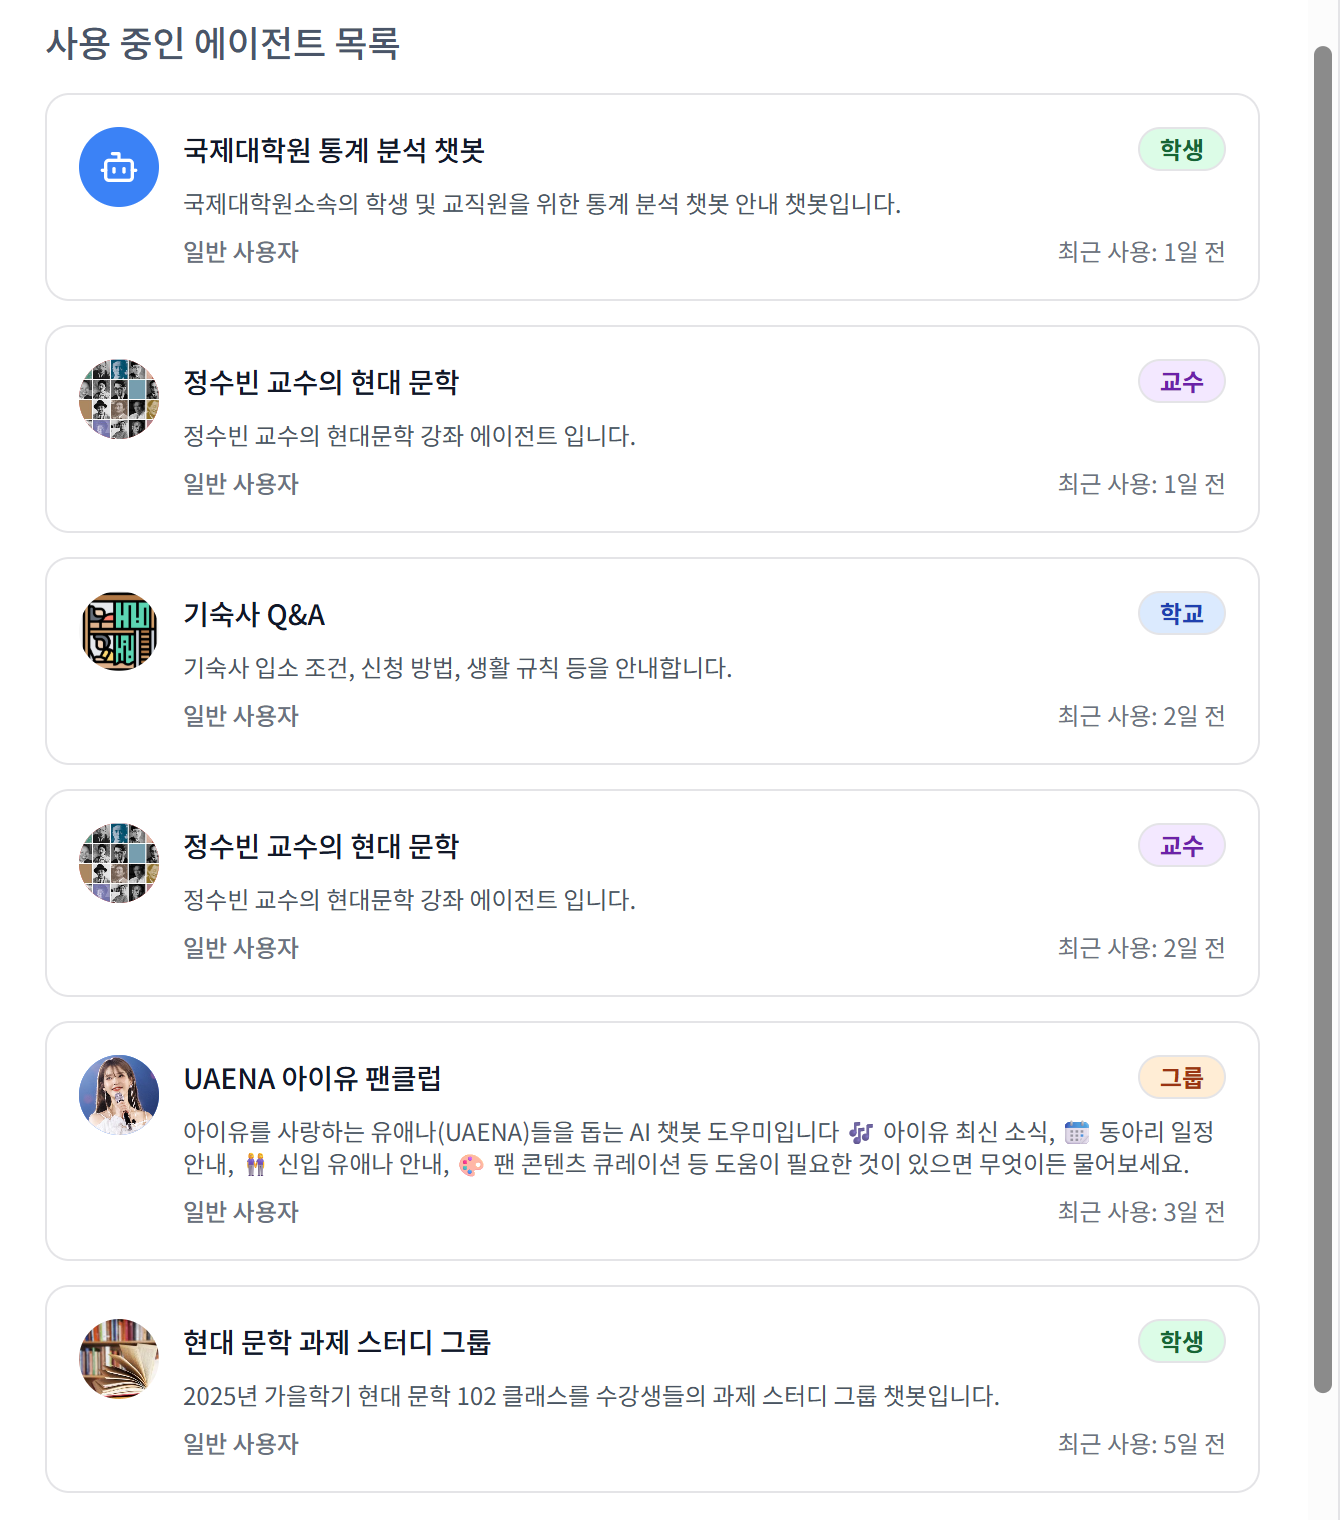 사용 중인 에이전트 목록
국제대학원 통계 분석 챗봇
학생
국제대학원소속의 학생 및 교직원을 위한 통계 분석 챗봇 안내 챗봇입니다.
일반 사용자
최근 사용: 1일 전
정수빈 교수의 현대 문학
교수
정수빈 교수의 현대문학 강좌 에이전트 입니다.
일반 사용자
최근 사용: 1일 전
기숙사 Q&A
학교
기숙사 입소 조건, 신청 방법, 생활 규칙 등을 안내합니다.
일반 사용자
최근 사용: 2일 전
정수빈 교수의 현대 문학
교수
정수빈 교수의 현대문학 강좌 에이전트 입니다.
일반 사용자
최근 사용: 2일 전
UAENA 아이유 팬클럽
그룹
아이유를 사랑하는 유애나(UAENA)들을 돕는 AI 챗봇 도우미입니다 🎶 아이유 최신 소식, 🗓️ 동아리 일정
안내, 👭 신입 유애나 안내, 🎨 팬 콘텐츠 큐레이션 등 도움이 필요한 것이 있으면 무엇이든 물어보세요.
일반 사용자
최근 사용: 3일 전
현대 문학 과제 스터디 그룹
학생
2025년 가을학기 현대 문학 102 클래스를 수강생들의 과제 스터디 그룹 챗봇입니다.
일반 사용자
최근 사용: 5일 전